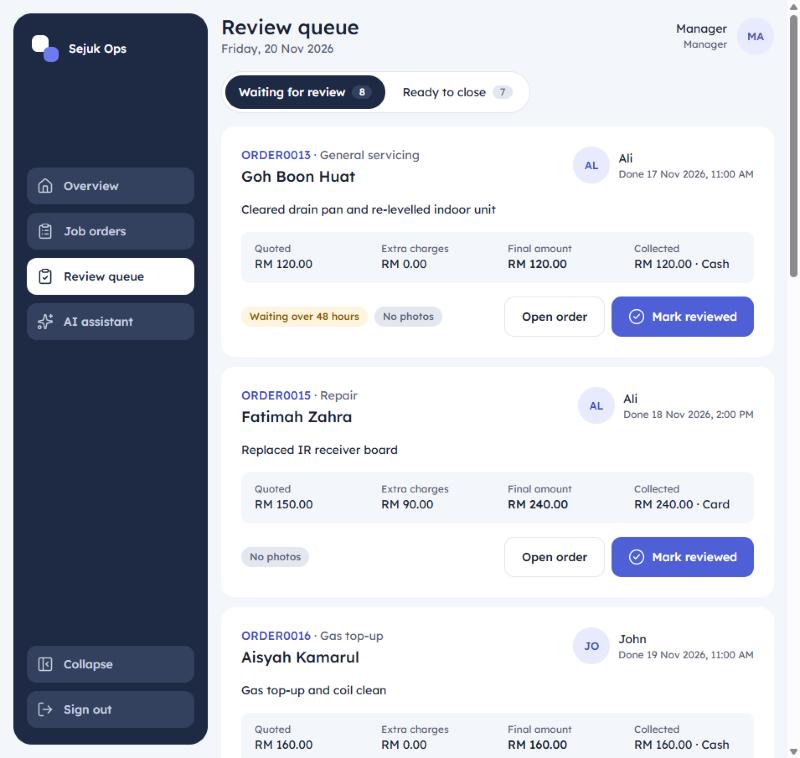 Sejuk Ops
Overview
Job orders
Review queue
AI assistant
Collapse
Sign out
Review queue
Friday, 20 Nov 2026
Manager
Manager
MA
Waiting for review 8
Ready to close 7
ORDER0013 · General servicing
Goh Boon Huat
AL
Ali
Done 17 Nov 2026, 11:00 AM
Cleared drain pan and re-levelled indoor unit
Quoted
RM 120.00
Extra charges
RM 0.00
Final amount
RM 120.00
Collected
RM 120.00 · Cash
Waiting over 48 hours
No photos
Open order
Mark reviewed
ORDER0015 · Repair
Fatimah Zahra
AL
Ali
Done 18 Nov 2026, 2:00 PM
Replaced IR receiver board
Quoted
RM 150.00
Extra charges
RM 90.00
Final amount
RM 240.00
Collected
RM 240.00 · Card
No photos
Open order
Mark reviewed
ORDER0016 · Gas top-up
Aisyah Kamarul
JO
John
Done 19 Nov 2026, 11:00 AM
Gas top-up and coil clean
Quoted
RM 160.00
Extra charges
RM 0.00
Final amount
RM 160.00
Collected
RM 160.00 · Cash